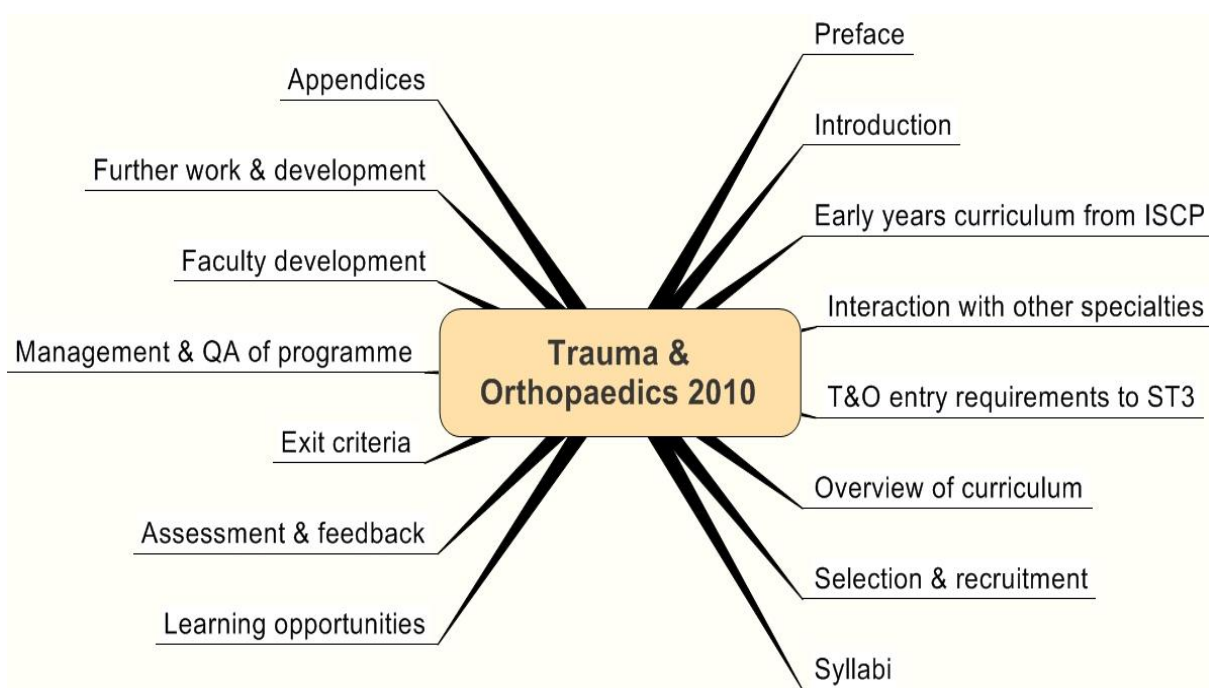 Trauma &
Orthopaedics 2010
Preface
Introduction
Early years curriculum from ISCP
Interaction with other specialties
T&O entry requirements to ST3
Overview of curriculum
Selection & recruitment
Syllabi
Learning opportunities
Assessment & feedback
Exit criteria
Management & QA of programme
Faculty development
Further work & development
Appendices